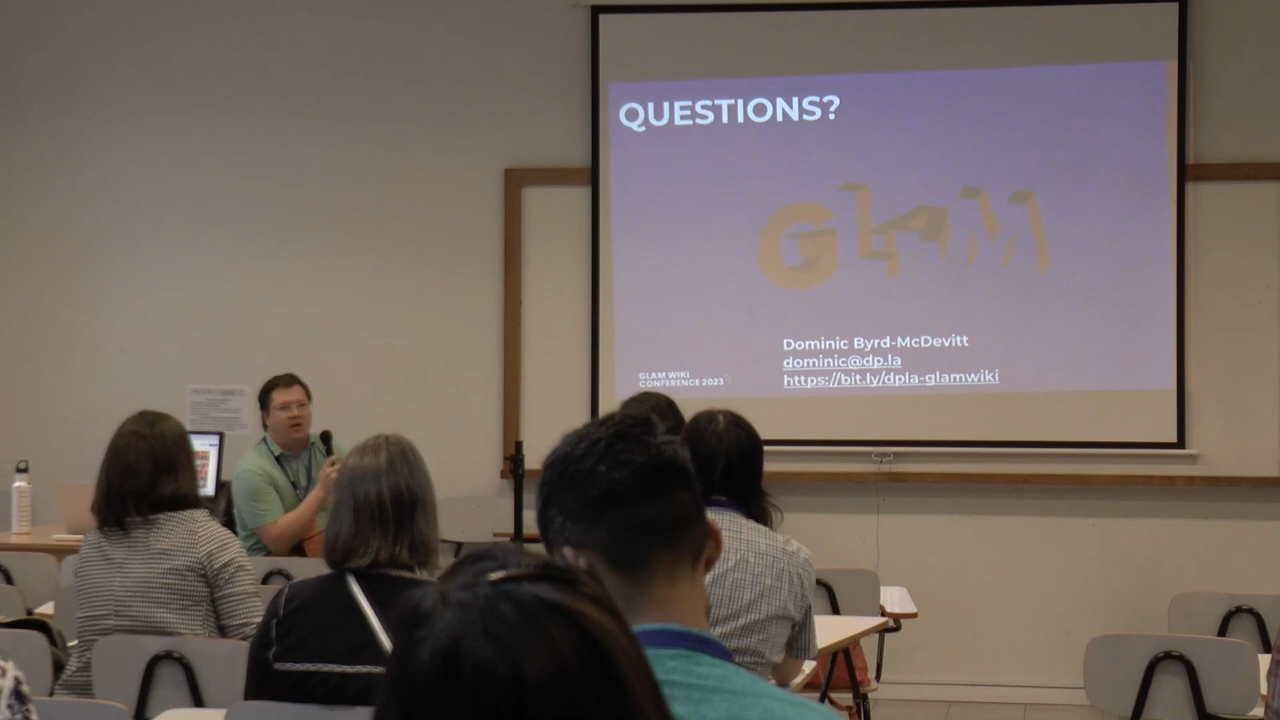 QUESTIONS?
GLAM
Dominic Byrd-McDevitt
dominic@dp.la
https://bit.ly/dpla-glamwiki
GLAM WIKI
CONFERENCE 2023